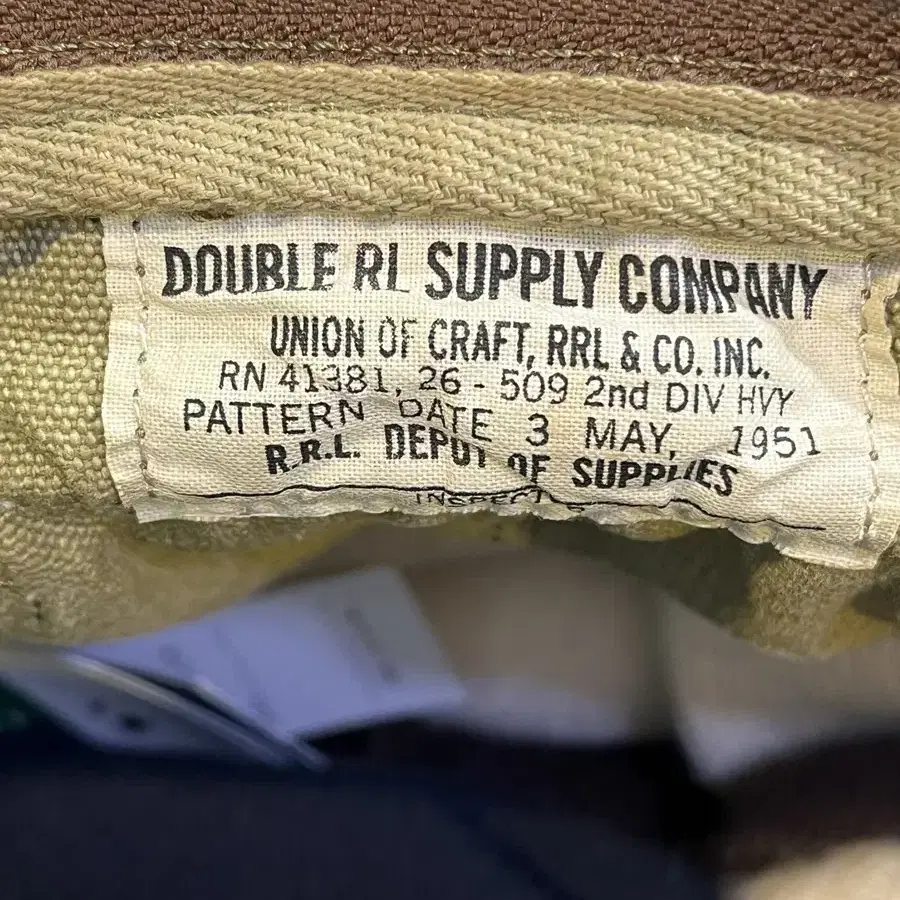 DOUBLE RL SUPPLY COMPANY
UNION OF CRAFT, RRL & CO. INC.
RN 41381, 26 - 509 2nd DIV HVY
PATTERN DATE 3 MAY, 1951
R.R.L. DEPOT OF SUPPLIES